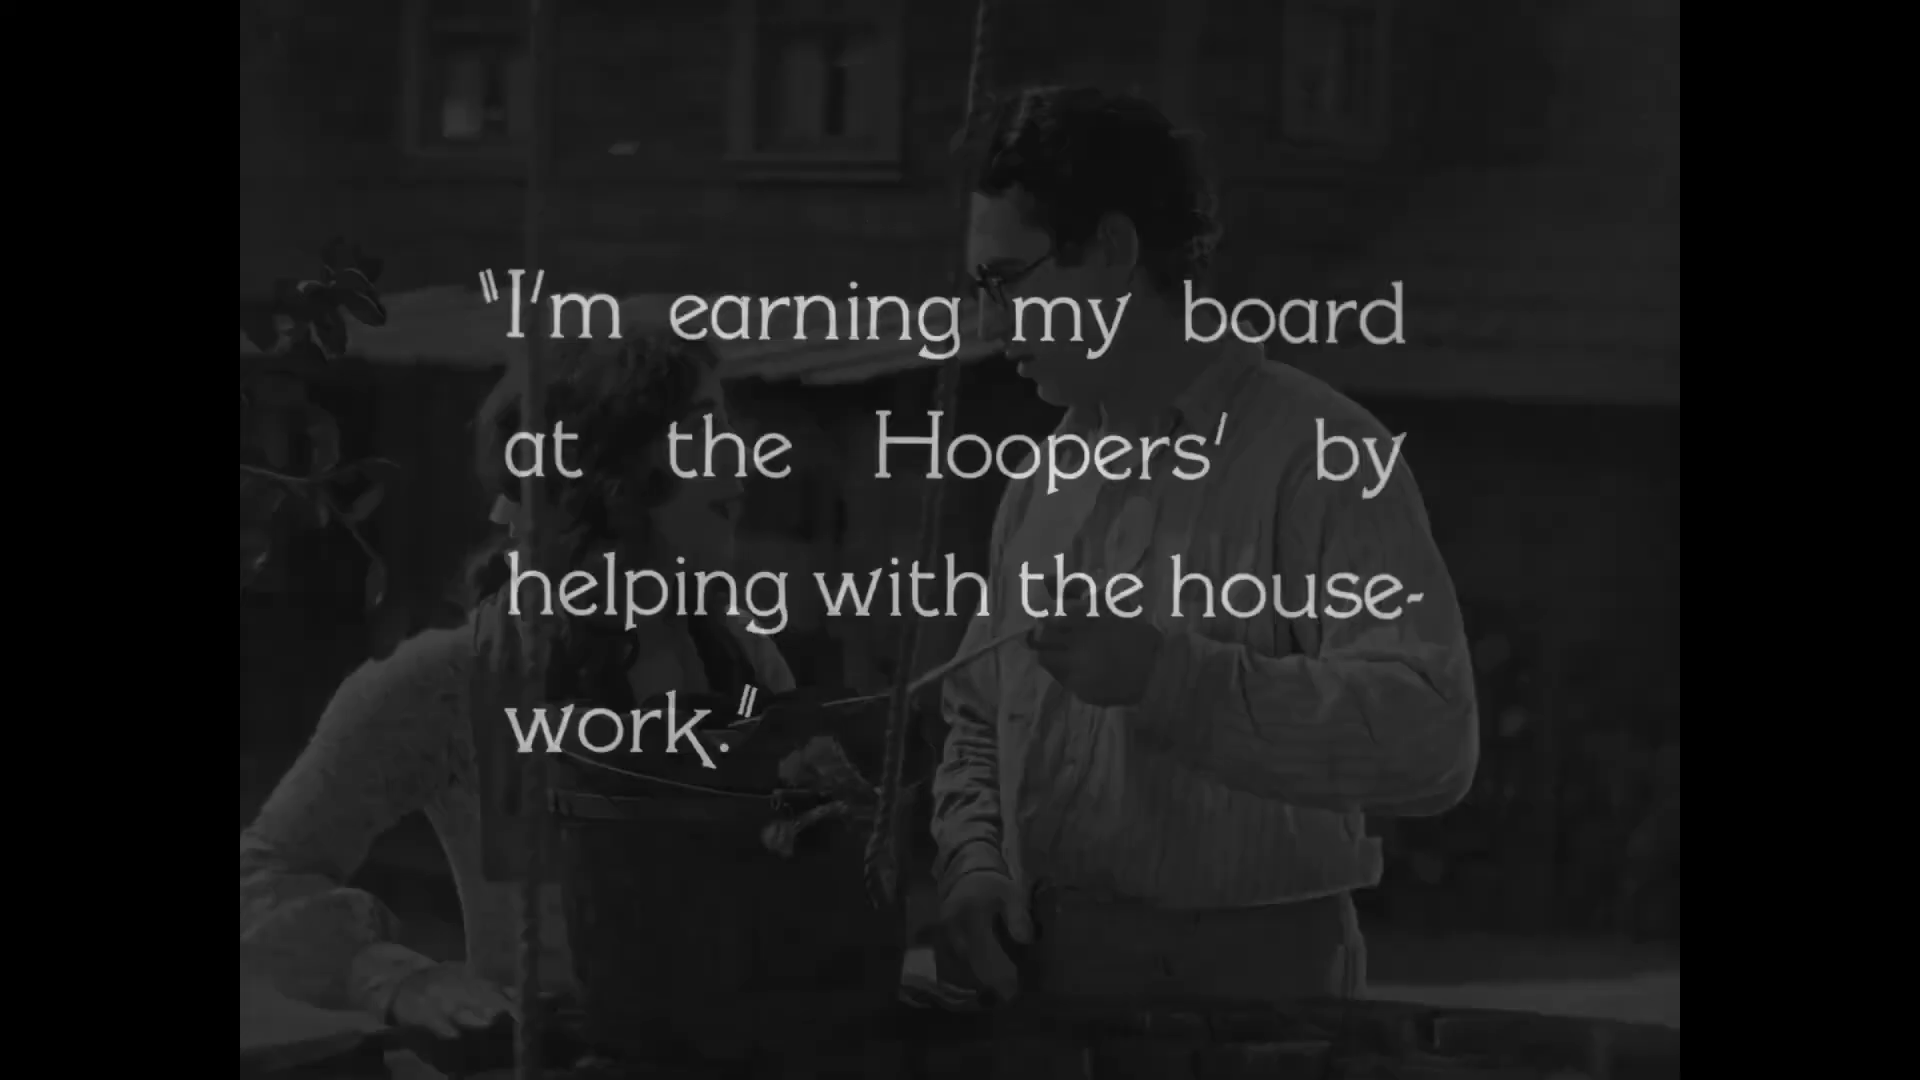 "I'm earning my board
at the Hoopers' by
helping with the house-
work."